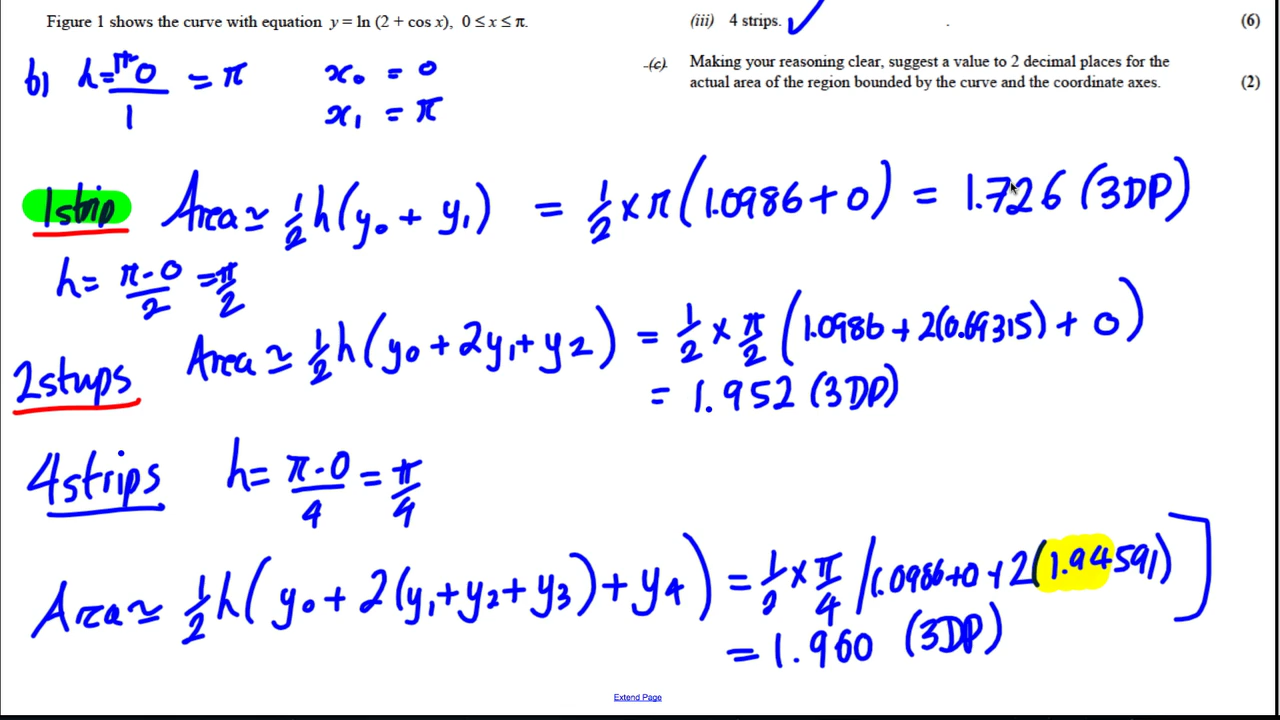 Figure 1 shows the curve with equation y = ln (2 + cos x), 0 ≤ x ≤ π.
(iii) 4 strips. ✓ (6)
(c) Making your reasoning clear, suggest a value to 2 decimal places for the
actual area of the region bounded by the curve and the coordinate axes. (2)
b) h = π-0/1 = π
x₀ = 0
x₁ = π
1strip Area ≃ 1/2 h(y₀ + y₁) = 1/2 × π(1.0986 + 0) = 1.726 (3DP)
h = π-0/2 = π/2
2strips Area ≃ 1/2 h(y₀ + 2y₁ + y₂) = 1/2 × π/2 (1.0986 + 2(0.69315) + 0)
= 1.952 (3DP)
4strips h = π-0/4 = π/4
Area ≃ 1/2 h(y₀ + 2(y₁ + y₂ + y₃) + y₄) = 1/2 × π/4 [1.0986 + 0 + 2(1.94591)]
= 1.960 (3DP)
Extend Page